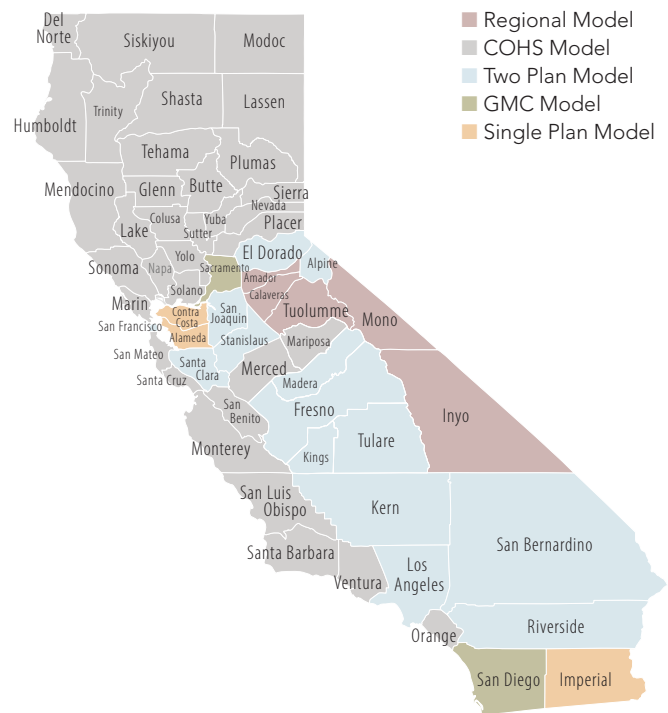 Regional Model
COHS Model
Two Plan Model
GMC Model
Single Plan Model
Del
Norte
Siskiyou
Modoc
Trinity
Shasta
Lassen
Humboldt
Tehama
Plumas
Mendocino
Glenn
Butte
Sierra
Nevada
Colusa
Yuba
Lake
Sutter
Placer
Yolo
El Dorado
Sonoma
Napa
Sacramento
Alpine
Solano
Amador
Marin
Calaveras
Contra
Costa
San
Joaquin
Tuolumme
Mono
San Francisco
Alameda
Stanislaus
Mariposa
San Mateo
Santa
Clara
Merced
Santa Cruz
Madera
San
Benito
Fresno
Inyo
Monterey
Tulare
Kings
San Luis
Obispo
Kern
San Bernardino
Santa Barbara
Ventura
Los
Angeles
Orange
Riverside
San Diego
Imperial